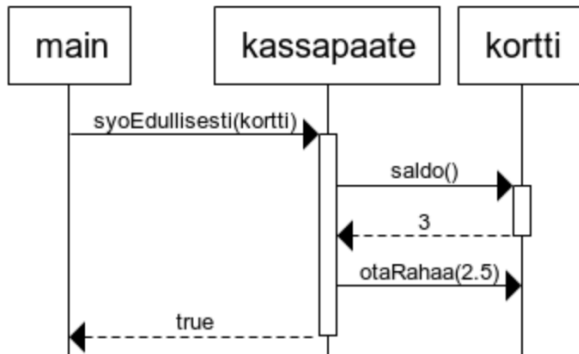 main
kassapaate
kortti
syoEdullisesti(kortti)
saldo()
3
otaRahaa(2.5)
true